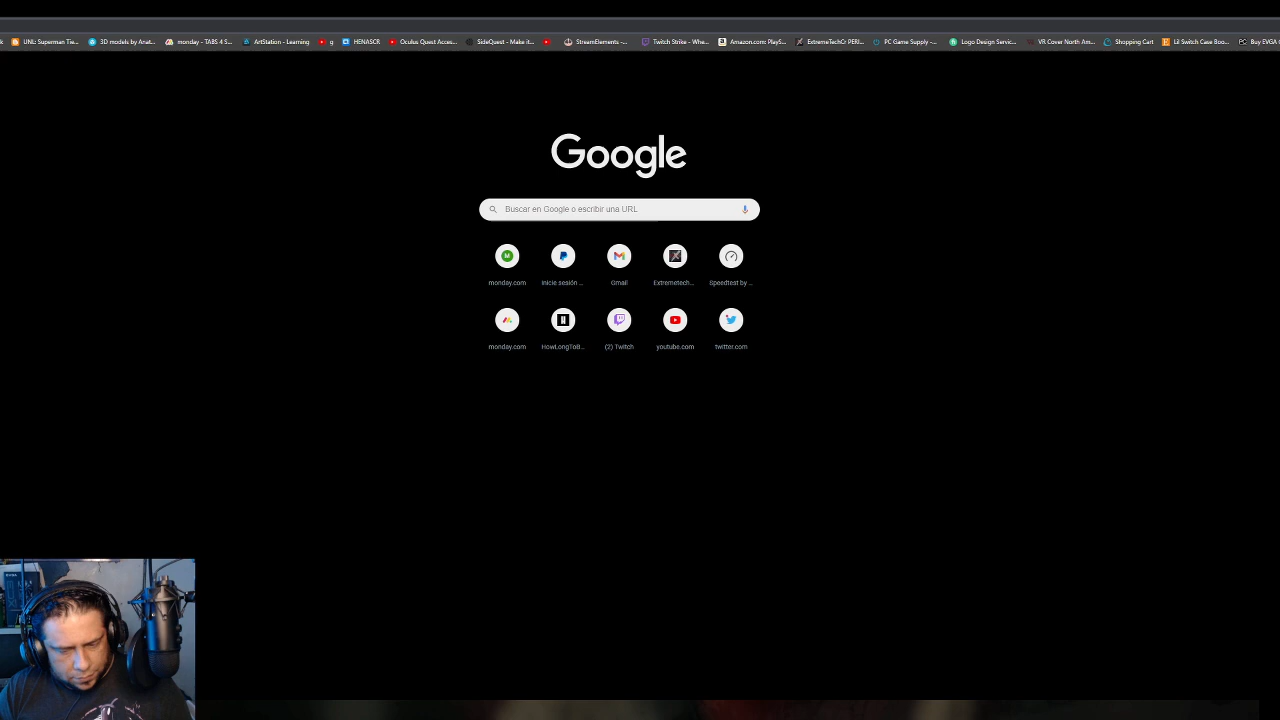 UNL: Superman Tie... 3D models by Anat... monday - TABS 4 S... ArtStation - Learning g HENASCR Oculus Quest Acces... SideQuest - Make it... StreamElements -... Twitch Strike - Whe... Amazon.com: PlayS... ExtremeTechCr PERI... PC Game Supply -... Logo Design Servic... VR Cover North Am... Shopping Cart Lil Switch Case Boo... Buy EVGA
Google
Buscar en Google o escribir una URL
M
monday.com Inicie sesión ... Gmail Extremetech... Speedtest by ...
monday.com HowLongToB... (2) Twitch youtube.com twitter.com